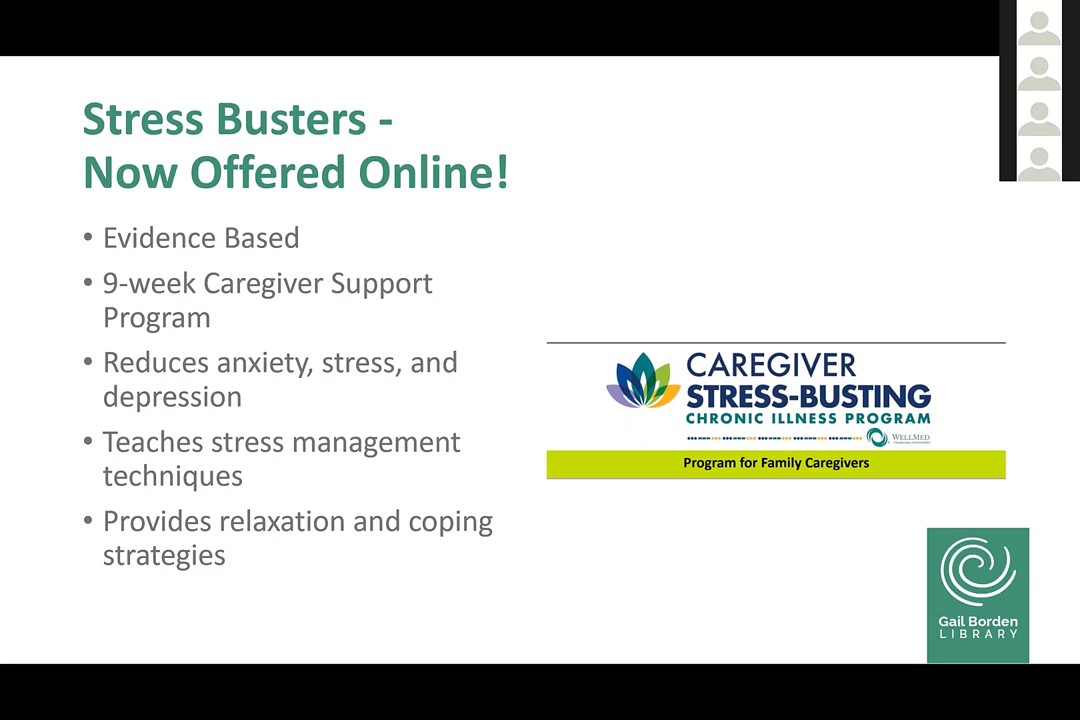 Stress Busters -
Now Offered Online!
• Evidence Based
• 9-week Caregiver Support
Program
• Reduces anxiety, stress, and
depression
• Teaches stress management
techniques
• Provides relaxation and coping
strategies
CAREGIVER
STRESS-BUSTING
CHRONIC ILLNESS PROGRAM
WELLMED
Program for Family Caregivers
Gail Borden
LIBRARY